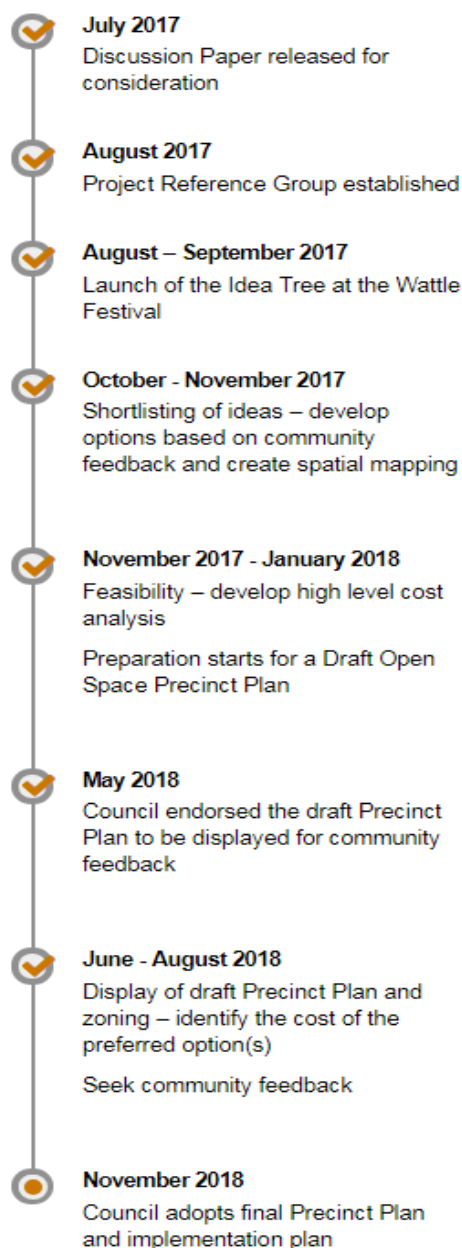 July 2017
Discussion Paper released for
consideration
August 2017
Project Reference Group established
August – September 2017
Launch of the Idea Tree at the Wattle
Festival
October - November 2017
Shortlisting of ideas – develop
options based on community
feedback and create spatial mapping
November 2017 - January 2018
Feasibility – develop high level cost
analysis
Preparation starts for a Draft Open
Space Precinct Plan
May 2018
Council endorsed the draft Precinct
Plan to be displayed for community
feedback
June - August 2018
Display of draft Precinct Plan and
zoning – identify the cost of the
preferred option(s)
Seek community feedback
November 2018
Council adopts final Precinct Plan
and implementation plan